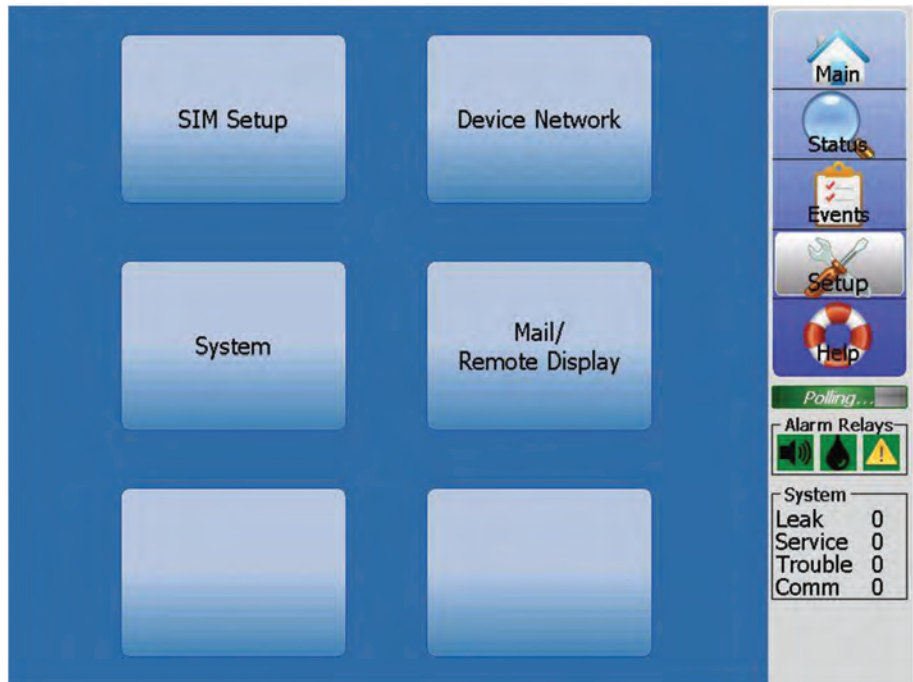 SIM Setup
Device Network
System
Mail/
Remote Display
Main
Status
Events
Setup
Help
Polling...
Alarm Relays
System
Leak 0
Service 0
Trouble 0
Comm 0